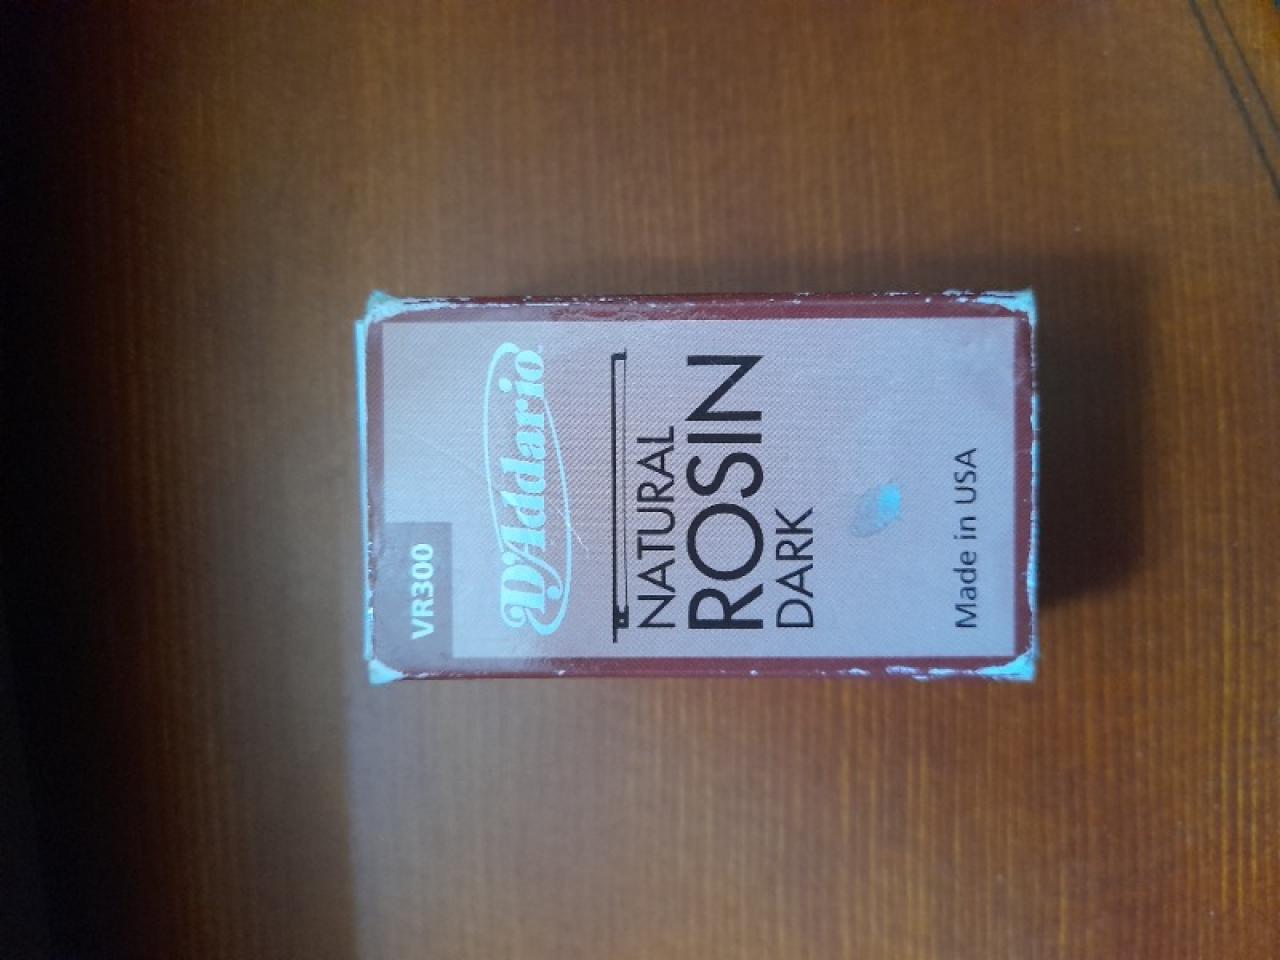 VR300
D'Addario
NATURAL
ROSIN
DARK
Made in USA